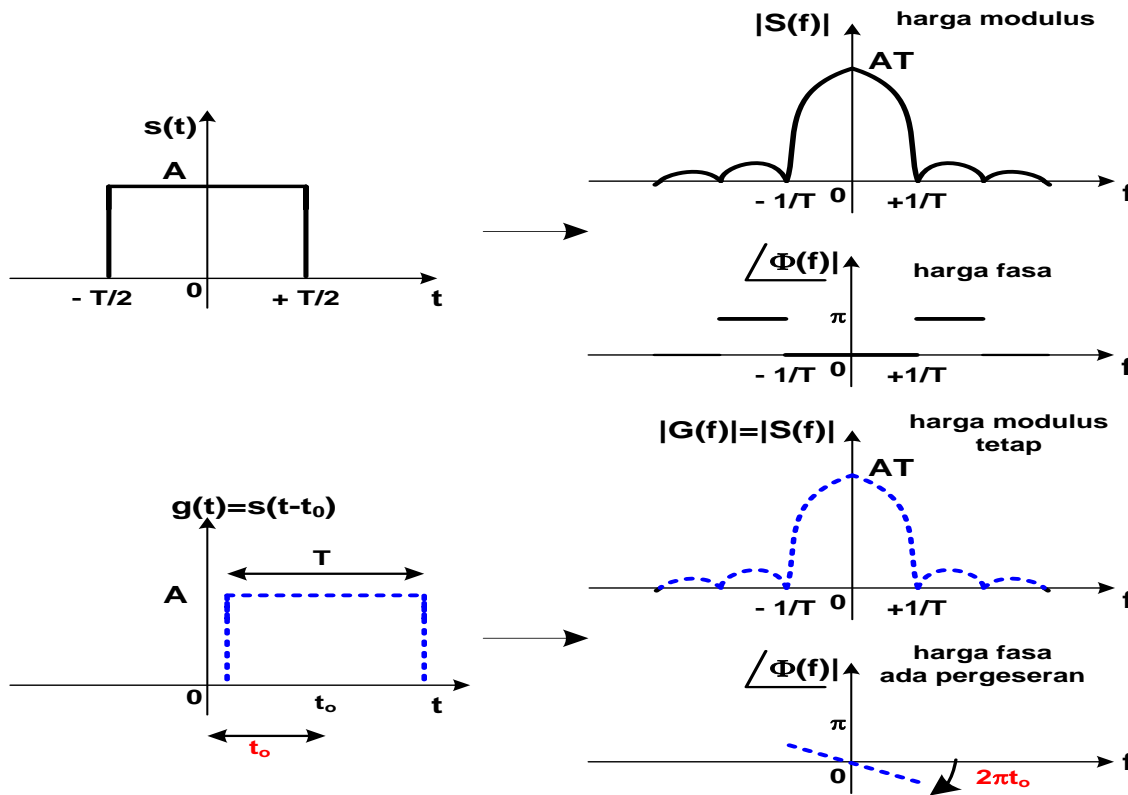 |S(f)| harga modulus
AT
s(t)
A
0
- T/2 + T/2 t
- 1/T 0 +1/T f
Φ(f)| harga fasa
π
- 1/T 0 +1/T f
|G(f)|=|S(f)| harga modulus
tetap
AT
g(t)=s(t-t₀)
T
A
0 tₒ t
tₒ
- 1/T 0 +1/T f
Φ(f)| harga fasa
ada pergeseran
π
0 f
2πtₒ